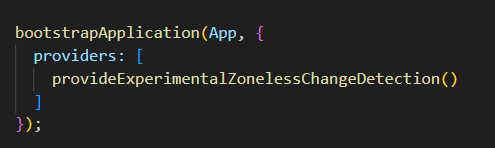 bootstrapApplication(App, {
  providers: [
    provideExperimentalZonelessChangeDetection()
  ]
});